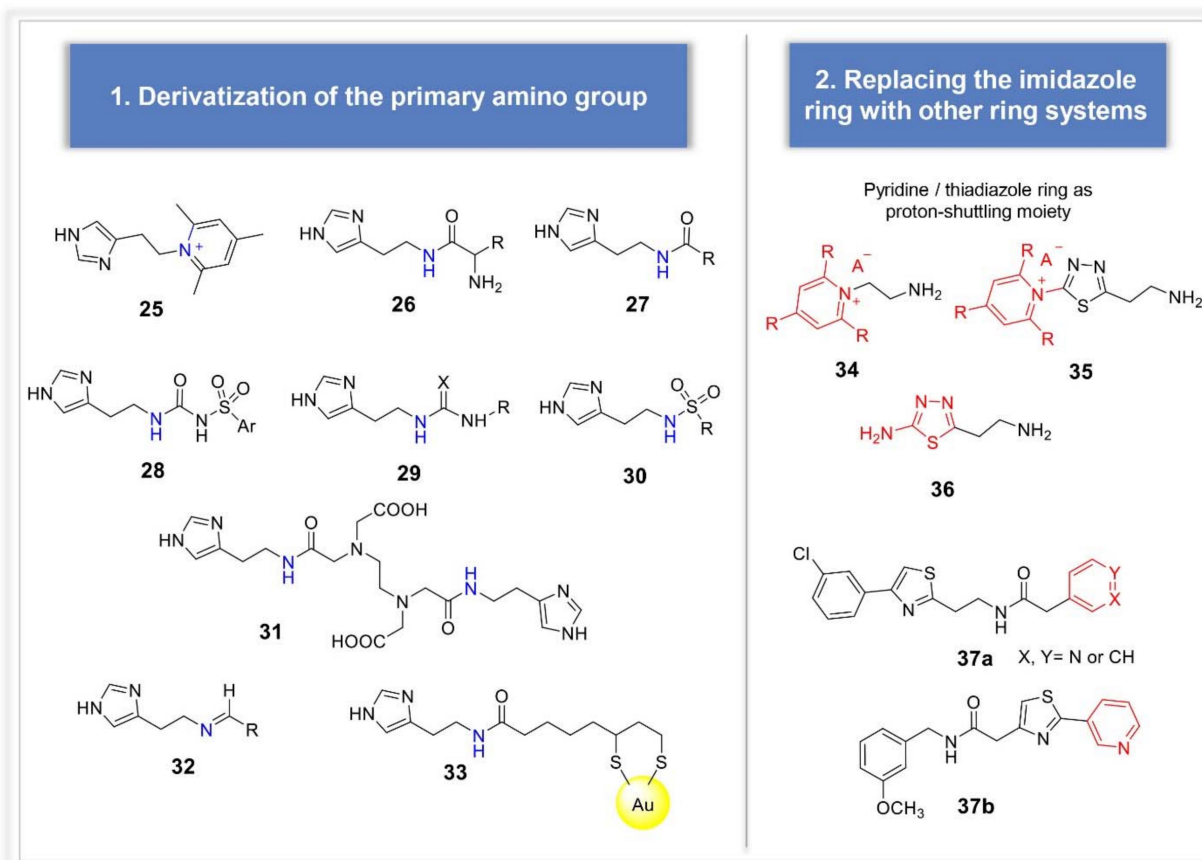 1. Derivatization of the primary amino group
HN
N
N
+
25
HN
N
O
R
N
H
NH₂
26
HN
N
O
N
H
R
27
HN
N
O
O
O
S
N
H
N
H
Ar
28
HN
N
X
N
H
NH
R
29
HN
N
O
O
S
N
H
R
30
COOH
HN
N
O
N
N
H
H
N
N
O
N
NH
HOOC
31
HN
N
H
N
R
32
HN
N
O
N
H
S
S
Au
33
2. Replacing the imidazole
ring with other ring systems
Pyridine / thiadiazole ring as
proton-shuttling moiety
R
A⁻
N
+
NH₂
R
R
34
R
A⁻
N
+
N
N
S
NH₂
R
R
35
N
N
H₂N
S
NH₂
36
Cl
S
N
O
N
H
Y
X
37a X, Y= N or CH
O
S
N
H
N
N
OCH₃
37b